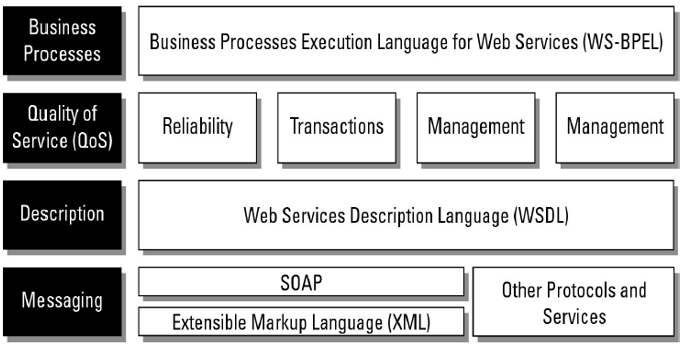 Business
Processes
Business Processes Execution Language for Web Services (WS-BPEL)
Quality of
Service (QoS)
Reliability
Transactions
Management
Management
Description
Web Services Description Language (WSDL)
Messaging
SOAP
Extensible Markup Language (XML)
Other Protocols and
Services